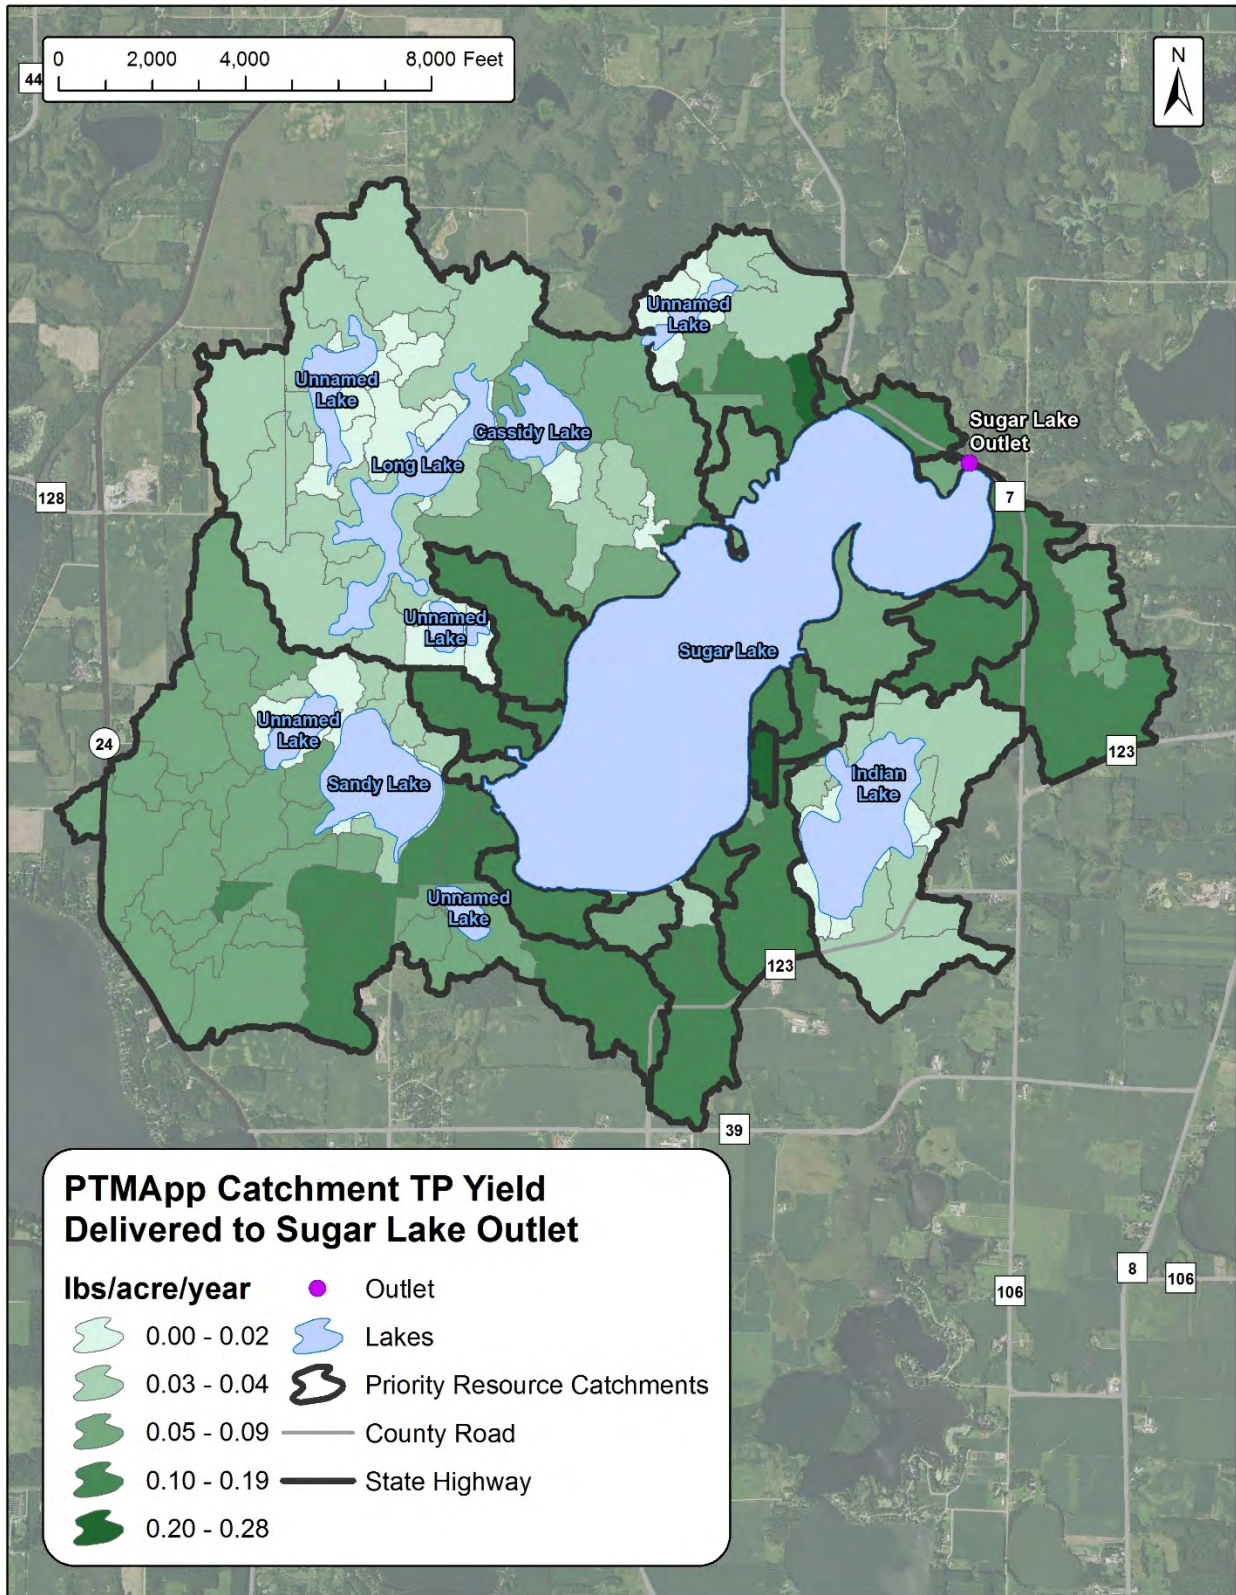 0 2,000 4,000 8,000 Feet
N
44
Unnamed
Lake
Unnamed
Lake
Sugar Lake
Outlet
Cassidy Lake
Long Lake
128
7
Unnamed
Lake
Sugar Lake
Unnamed
Lake
24
123
Sandy Lake
Indian
Lake
Unnamed
Lake
123
39
PTMApp Catchment TP Yield
Delivered to Sugar Lake Outlet
lbs/acre/year
Outlet
0.00 - 0.02
Lakes
0.03 - 0.04
Priority Resource Catchments
0.05 - 0.09
County Road
0.10 - 0.19
State Highway
0.20 - 0.28
8
106
106